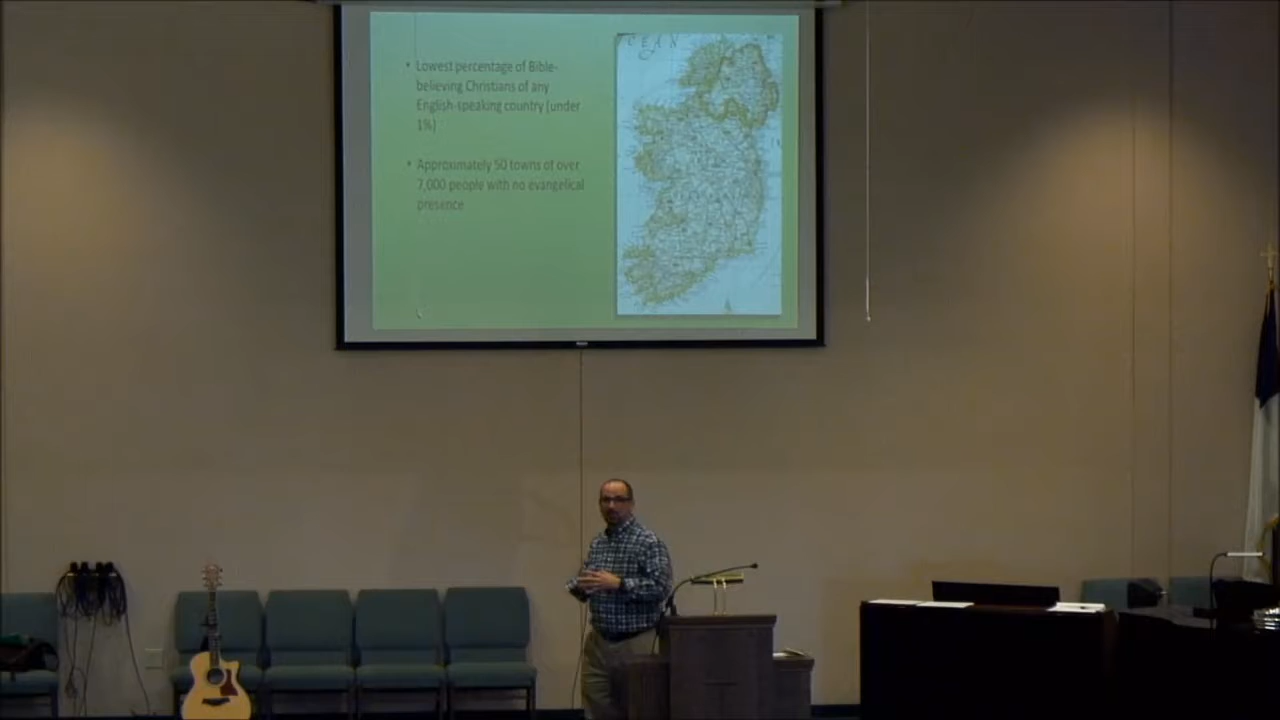 • Lowest percentage of Bible-
believing Christians of any
English-speaking country (under
1%)
• Approximately 50 towns of over
7,000 people with no evangelical
presence
CEAN